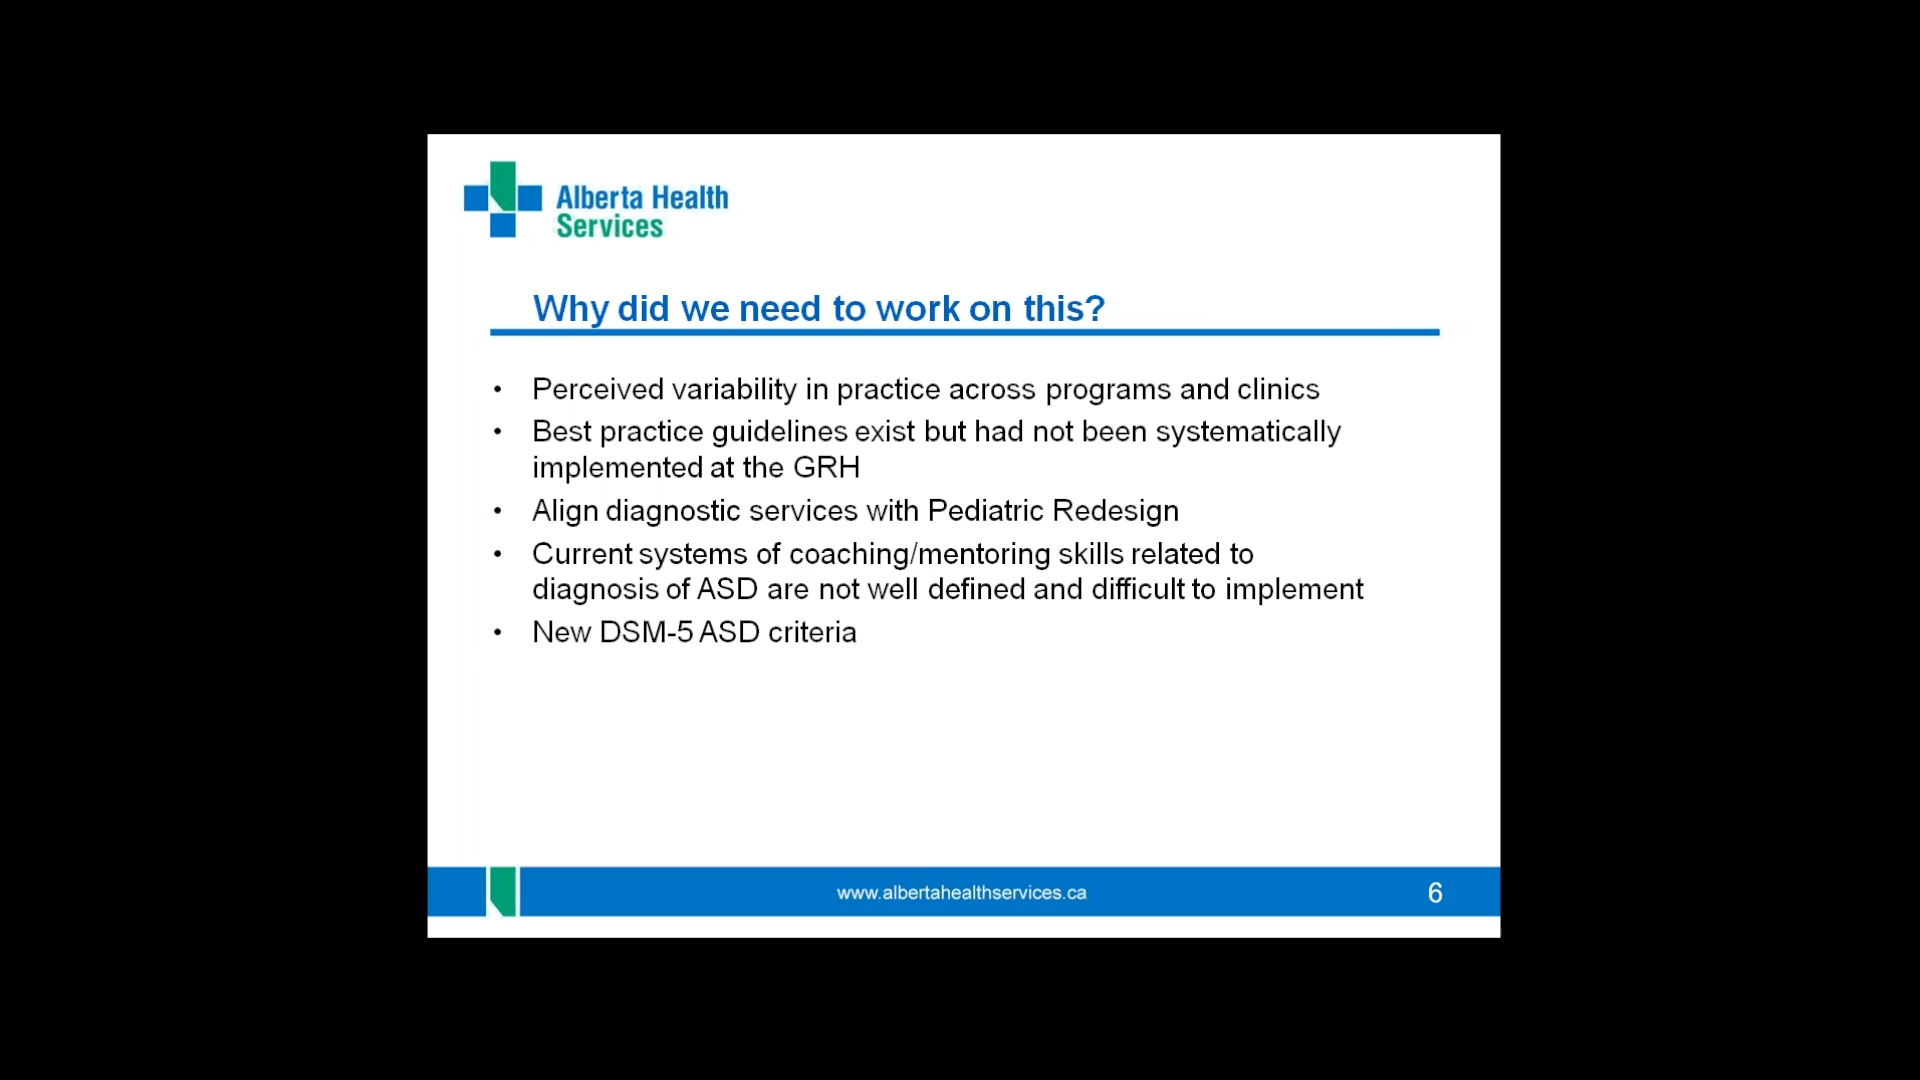 Alberta Health
Services
Why did we need to work on this?
• Perceived variability in practice across programs and clinics
• Best practice guidelines exist but had not been systematically
implemented at the GRH
• Align diagnostic services with Pediatric Redesign
• Current systems of coaching/mentoring skills related to
diagnosis of ASD are not well defined and difficult to implement
• New DSM-5 ASD criteria
www.albertahealthservices.ca
6